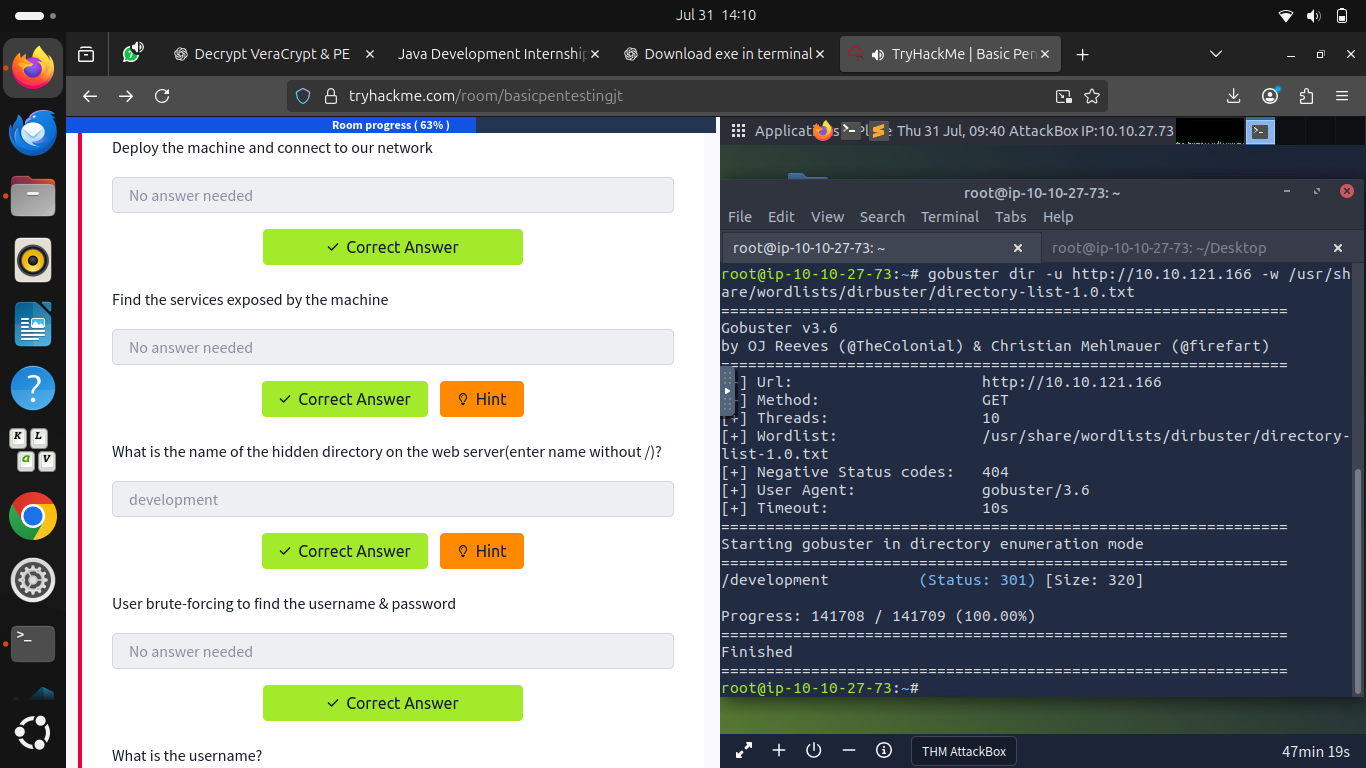 Jul 31 14:10
Decrypt VeraCrypt & PE
Java Development Internship
Download exe in terminal
TryHackMe | Basic Pen
tryhackme.com/room/basicpentestingjt
Room progress ( 63% )
Deploy the machine and connect to our network
No answer needed
Correct Answer
Find the services exposed by the machine
No answer needed
Correct Answer
Hint
What is the name of the hidden directory on the web server(enter name without /)?
development
Correct Answer
Hint
User brute-forcing to find the username & password
No answer needed
Correct Answer
What is the username?
Thu 31 Jul, 09:40 AttackBox IP:10.10.27.73
root@ip-10-10-27-73: ~
File Edit View Search Terminal Tabs Help
root@ip-10-10-27-73: ~
root@ip-10-10-27-73: ~/Desktop
root@ip-10-10-27-73:~# gobuster dir -u http://10.10.121.166 -w /usr/sh
are/wordlists/dirbuster/directory-list-1.0.txt
===============================================================
Gobuster v3.6
by OJ Reeves (@TheColonial) & Christian Mehlmauer (@firefart)
===============================================================
] Url: http://10.10.121.166
] Method: GET
[+] Threads: 10
[+] Wordlist: /usr/share/wordlists/dirbuster/directory-
list-1.0.txt
[+] Negative Status codes: 404
[+] User Agent: gobuster/3.6
[+] Timeout: 10s
===============================================================
Starting gobuster in directory enumeration mode
===============================================================
/development (Status: 301) [Size: 320]
Progress: 141708 / 141709 (100.00%)
===============================================================
Finished
===============================================================
root@ip-10-10-27-73:~#
THM AttackBox
47min 19s
K L
a v